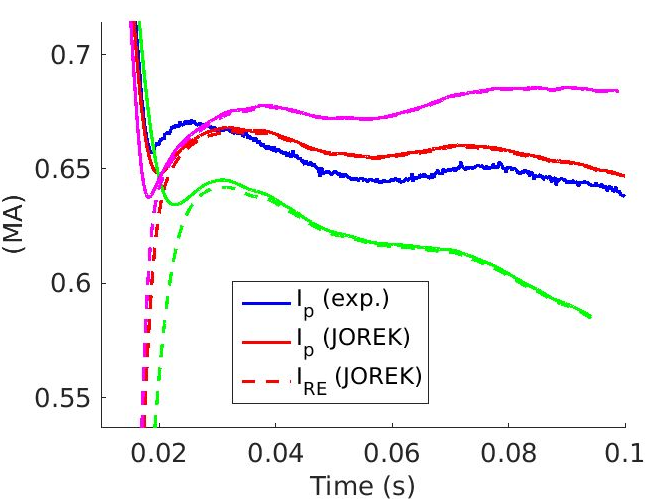 0.7
0.65
0.6
0.55
(MA)
I_p (exp.)
I_p (JOREK)
I_RE (JOREK)
0.02 0.04 0.06 0.08 0.1
Time (s)